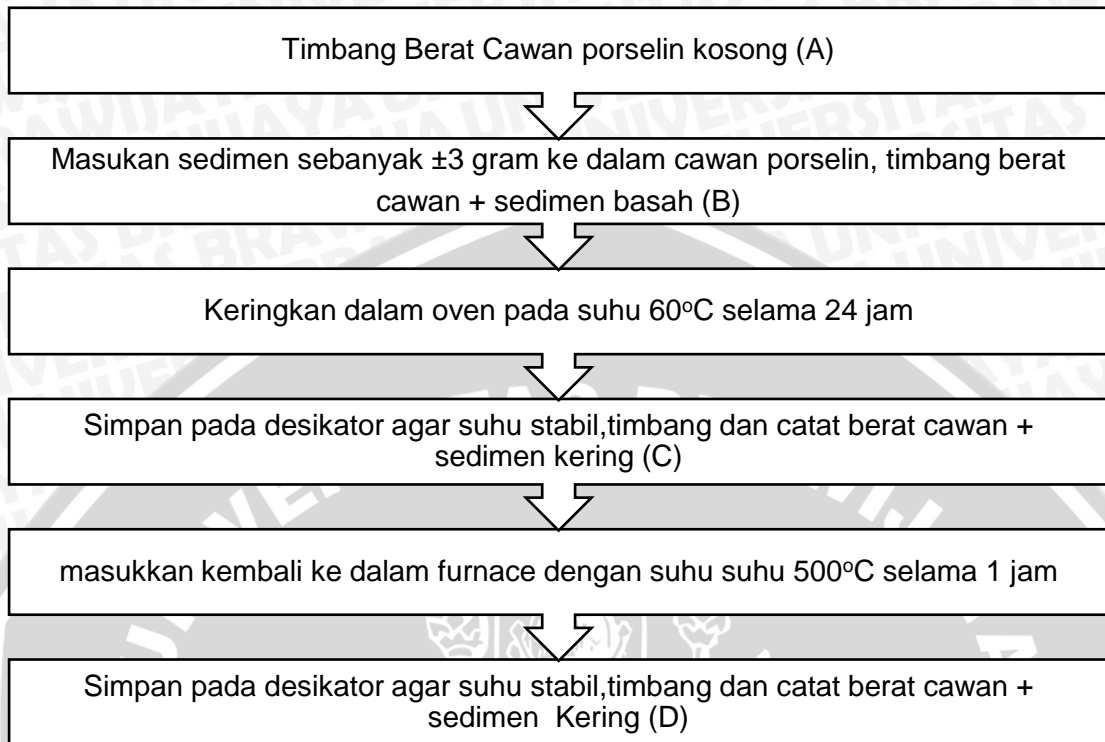 Timbang Berat Cawan porselin kosong (A)
Masukan sedimen sebanyak ±3 gram ke dalam cawan porselin, timbang berat
cawan + sedimen basah (B)
Keringkan dalam oven pada suhu 60°C selama 24 jam
Simpan pada desikator agar suhu stabil,timbang dan catat berat cawan +
sedimen kering (C)
masukkan kembali ke dalam furnace dengan suhu suhu 500°C selama 1 jam
Simpan pada desikator agar suhu stabil,timbang dan catat berat cawan +
sedimen  Kering (D)